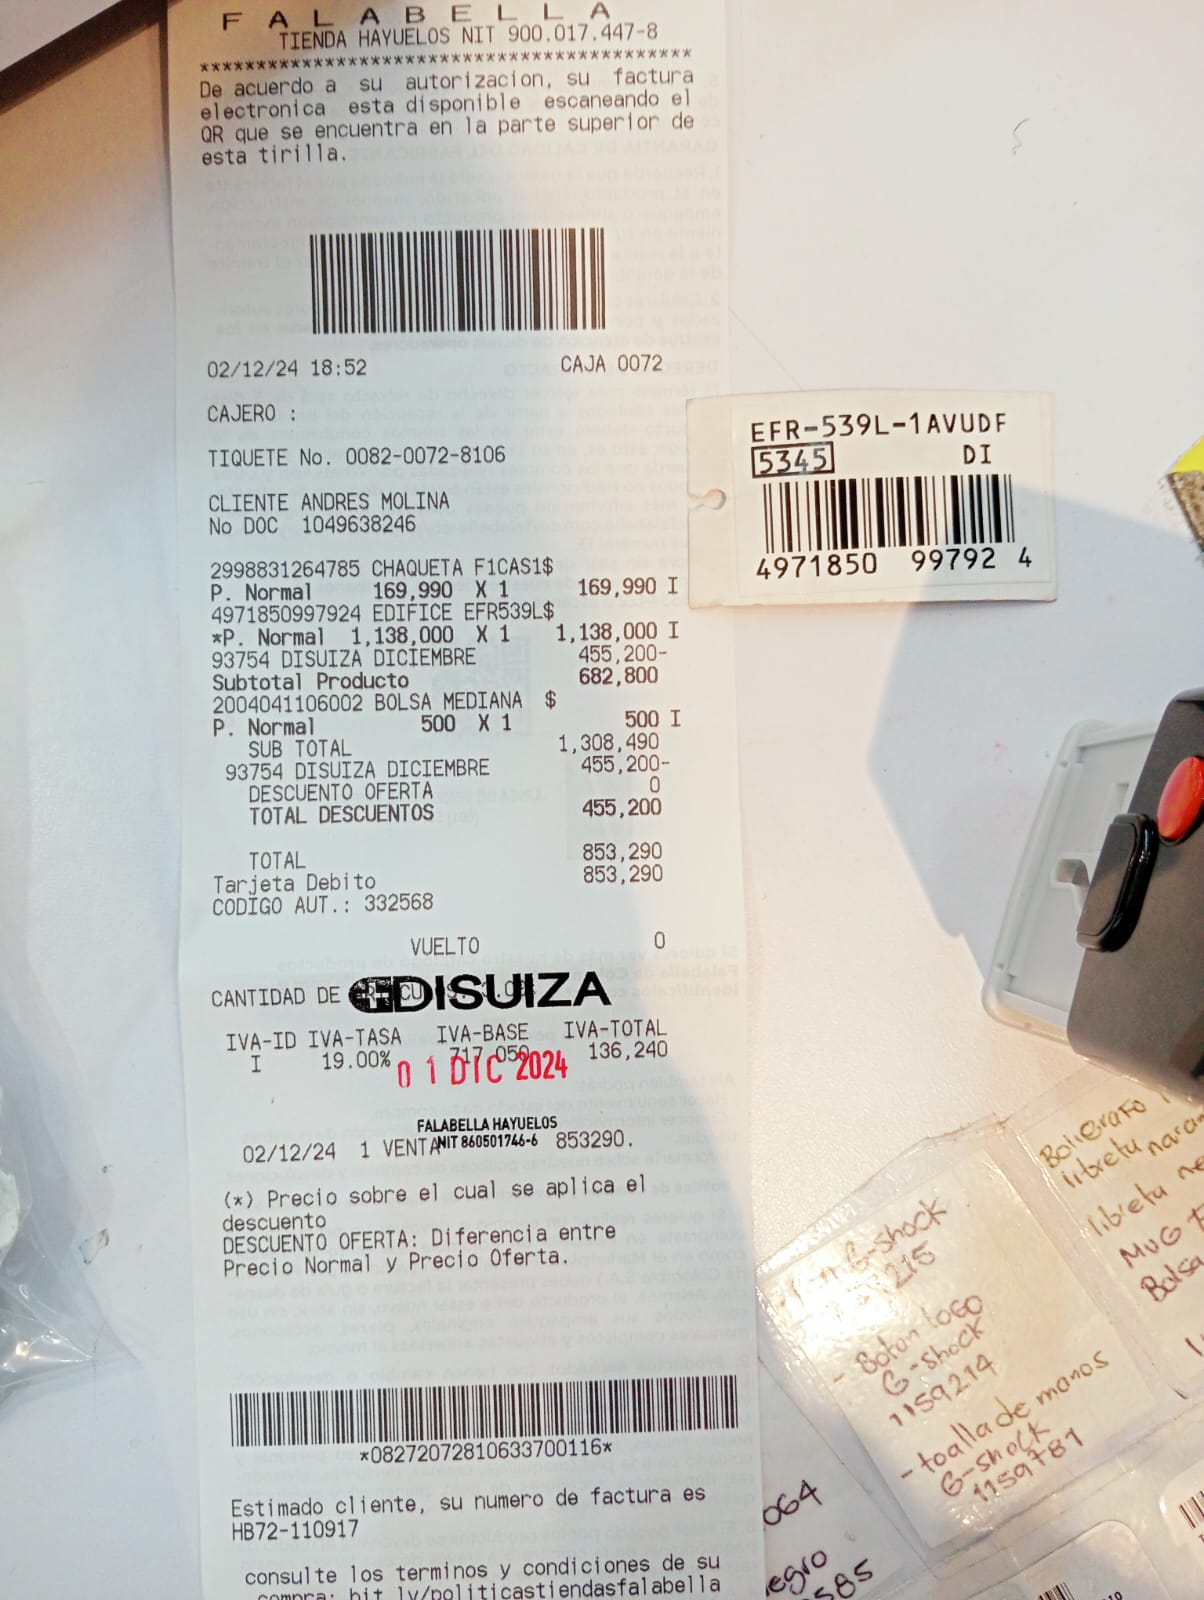 FALABELLA
TIENDA HAYUELOS NIT 900.017.447-8
*******************************************
De acuerdo a su autorizacion, su factura
electronica esta disponible escaneando el
QR que se encuentra en la parte superior de
esta tirilla.
02/12/24 18:52 CAJA 0072
CAJERO :
TIQUETE No. 0082-0072-8106
CLIENTE ANDRES MOLINA
No DOC 1049638246
2998831264785 CHAQUETA F1CAS1$
P. Normal 169,990 X 1 169,990 I
4971850997924 EDIFICE EFR539L$
*P. Normal 1,138,000 X 1 1,138,000 I
93754 DISUIZA DICIEMBRE 455,200-
Subtotal Producto 682,800
2004041106002 BOLSA MEDIANA $
P. Normal 500 X 1 500 I
SUB TOTAL 1,308,490
93754 DISUIZA DICIEMBRE 455,200-
DESCUENTO OFERTA 0
TOTAL DESCUENTOS 455,200
TOTAL 853,290
Tarjeta Debito 853,290
CODIGO AUT.: 332568
VUELTO 0
CANTIDAD DE
DISUIZA
IVA-ID IVA-TASA IVA-BASE IVA-TOTAL
I 19.00% 717,050 136,240
01 DIC 2024
FALABELLA HAYUELOS
NIT 860501746-6
02/12/24 1 VENTA 853290.
(*) Precio sobre el cual se aplica el
descuento
DESCUENTO OFERTA: Diferencia entre
Precio Normal y Precio Oferta.
*08272072810633700116*
Estimado cliente, su numero de factura es
HB72-110917
consulte los terminos y condiciones de su
compra: bit.ly/politicastiendasfalabella
EFR-539L-1AVUDF
5345 DI
4971850 99792 4
G-Shock
215
- Boton logo
G-Shock
1159214
- toalla de manos
G-Shock
1159781
Boligrafo
libreta
libreta
MUG
Bolsa
064
585